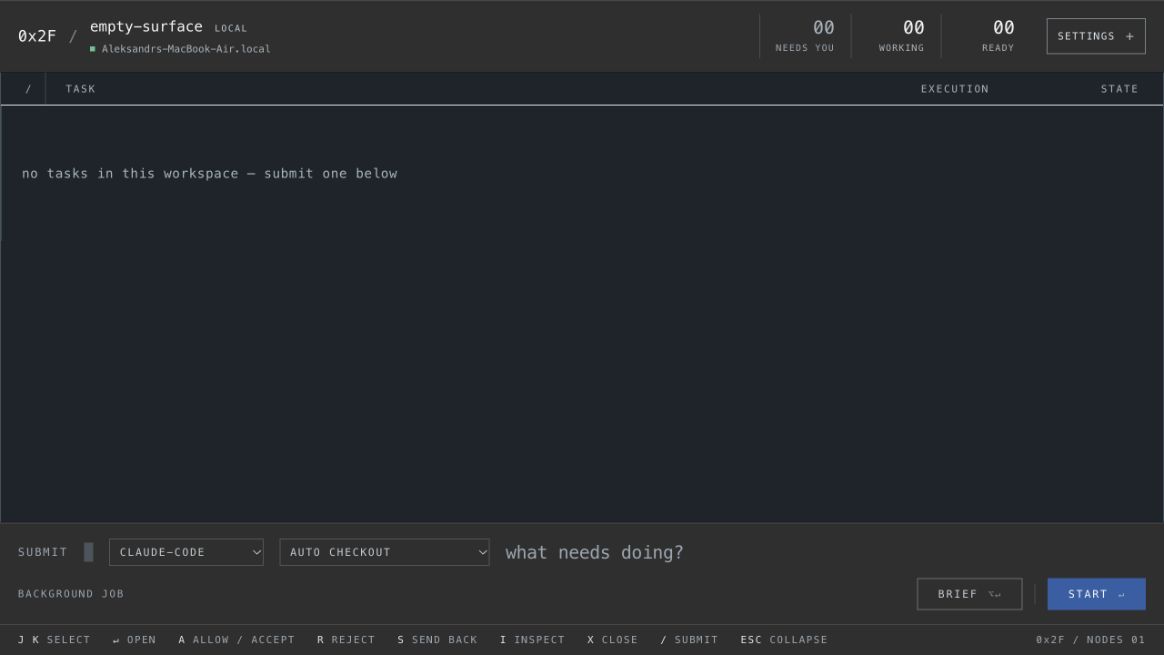 0x2F / empty-surface LOCAL
Aleksandrs-MacBook-Air.local
00 NEEDS YOU
00 WORKING
00 READY
SETTINGS +
/ TASK EXECUTION STATE
no tasks in this workspace — submit one below
SUBMIT CLAUDE-CODE AUTO CHECKOUT what needs doing?
BACKGROUND JOB BRIEF ⌥↵ START ↵
J K SELECT ↵ OPEN A ALLOW / ACCEPT R REJECT S SEND BACK I INSPECT X CLOSE / SUBMIT ESC COLLAPSE 0x2F / NODES 01